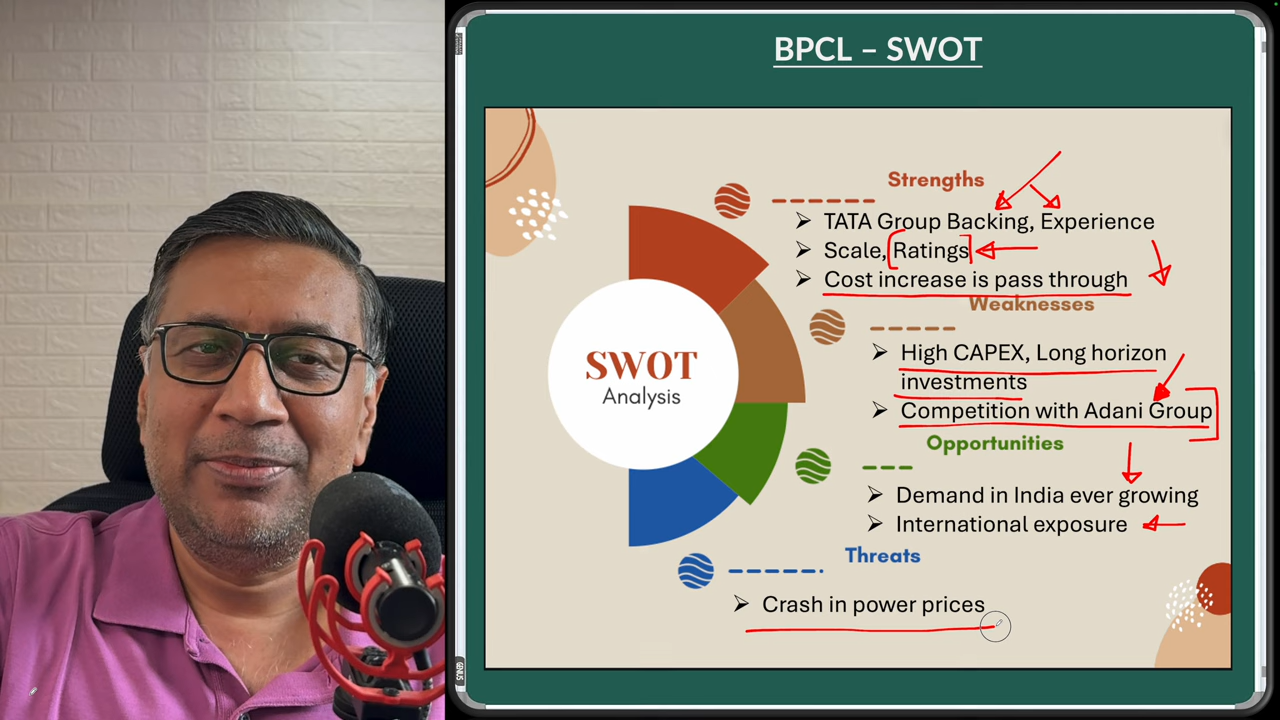 BPCL – SWOT
SWOT
Analysis
Strengths
TATA Group Backing, Experience
Scale, Ratings
Cost increase is pass through
Weaknesses
High CAPEX, Long horizon
investments
Competition with Adani Group
Opportunities
Demand in India ever growing
International exposure
Threats
Crash in power prices